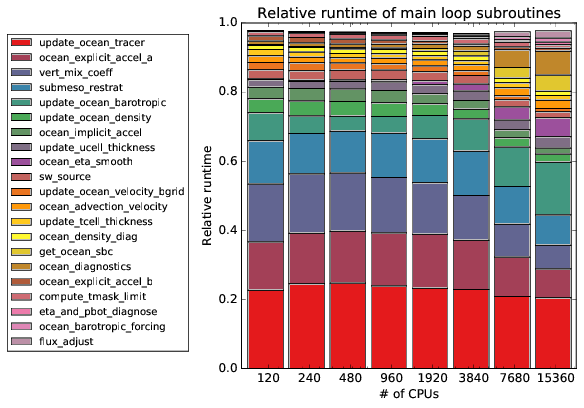 Relative runtime of main loop subroutines
update_ocean_tracer
ocean_explicit_accel_a
vert_mix_coeff
submeso_restrat
update_ocean_barotropic
update_ocean_density
ocean_implicit_accel
update_ucell_thickness
ocean_eta_smooth
sw_source
update_ocean_velocity_bgrid
ocean_advection_velocity
update_tcell_thickness
ocean_density_diag
get_ocean_sbc
ocean_diagnostics
ocean_explicit_accel_b
compute_tmask_limit
eta_and_pbot_diagnose
ocean_barotropic_forcing
flux_adjust
Relative runtime
1.0
0.8
0.6
0.4
0.2
0.0
120 240 480 960 1920 3840 7680 15360
# of CPUs